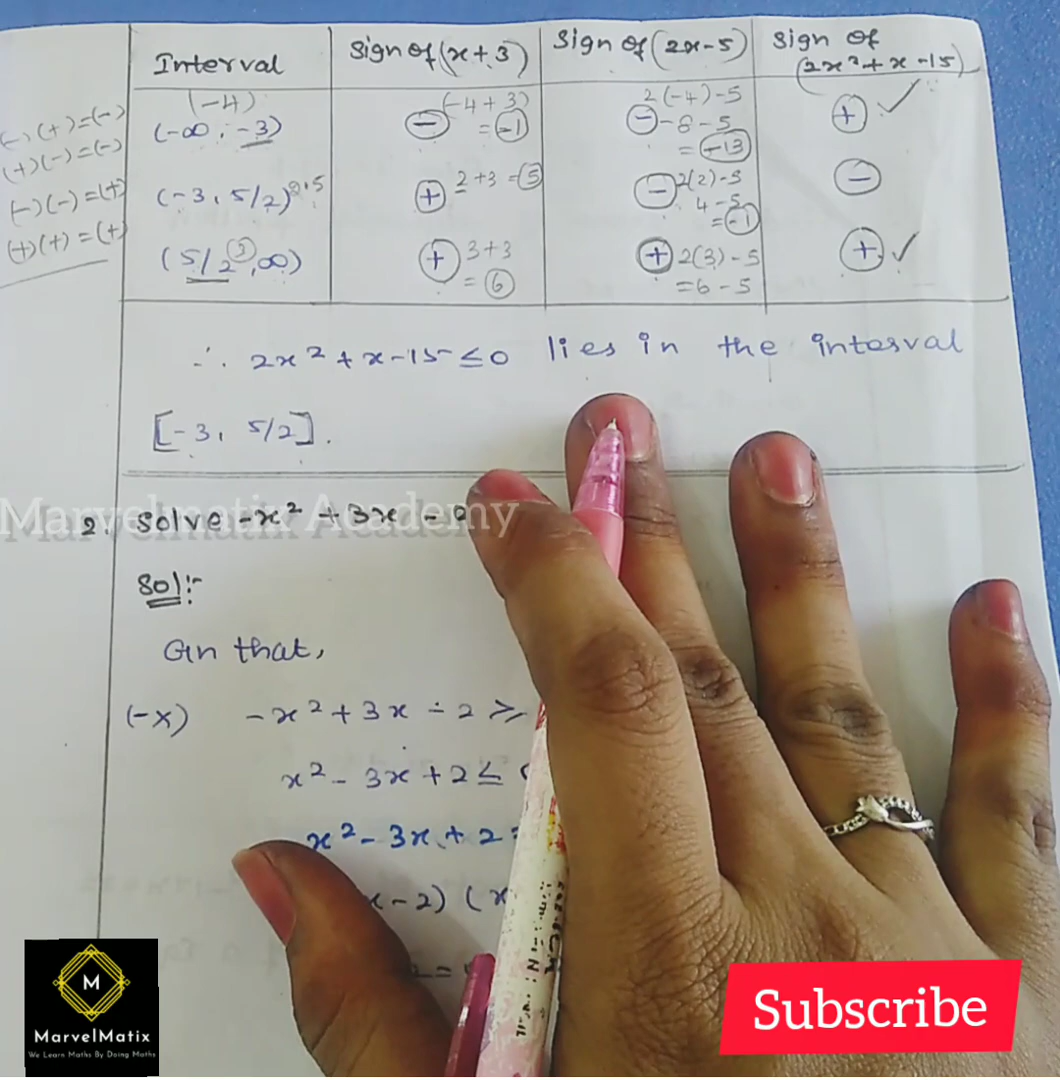 Interval Sign of (x+3) Sign of (2x-5) Sign of (2x²+x-15)
(-4) (-4+3) 2(-4)-5
(-∞, -3) - = -1 - -8-5 + ✓
= -13
(-)(+)=(-)
(+)(-)=(-)
(-)(-)=(+)
(+)(+)=(+)
(-3, 5/2) 2.5 + 2+3=5 - 2(2)-5 -
4-5
= -1
(5/2, ∞) 3 + 3+3 + 2(3)-5 + ✓
= 6 =6-5
∴ 2x²+x-15≤0 lies in the interval
[-3, 5/2].
2. Solve -x² + 3x - 2
Marvelmatix Academy
Sol:-
Gn that,
(-x) -x²+3x-2 ≥
x²-3x+2≤
x²-3x+2=
x-2) (x
2=
M
MarvelMatix
We Learn Maths By Doing Maths
Subscribe